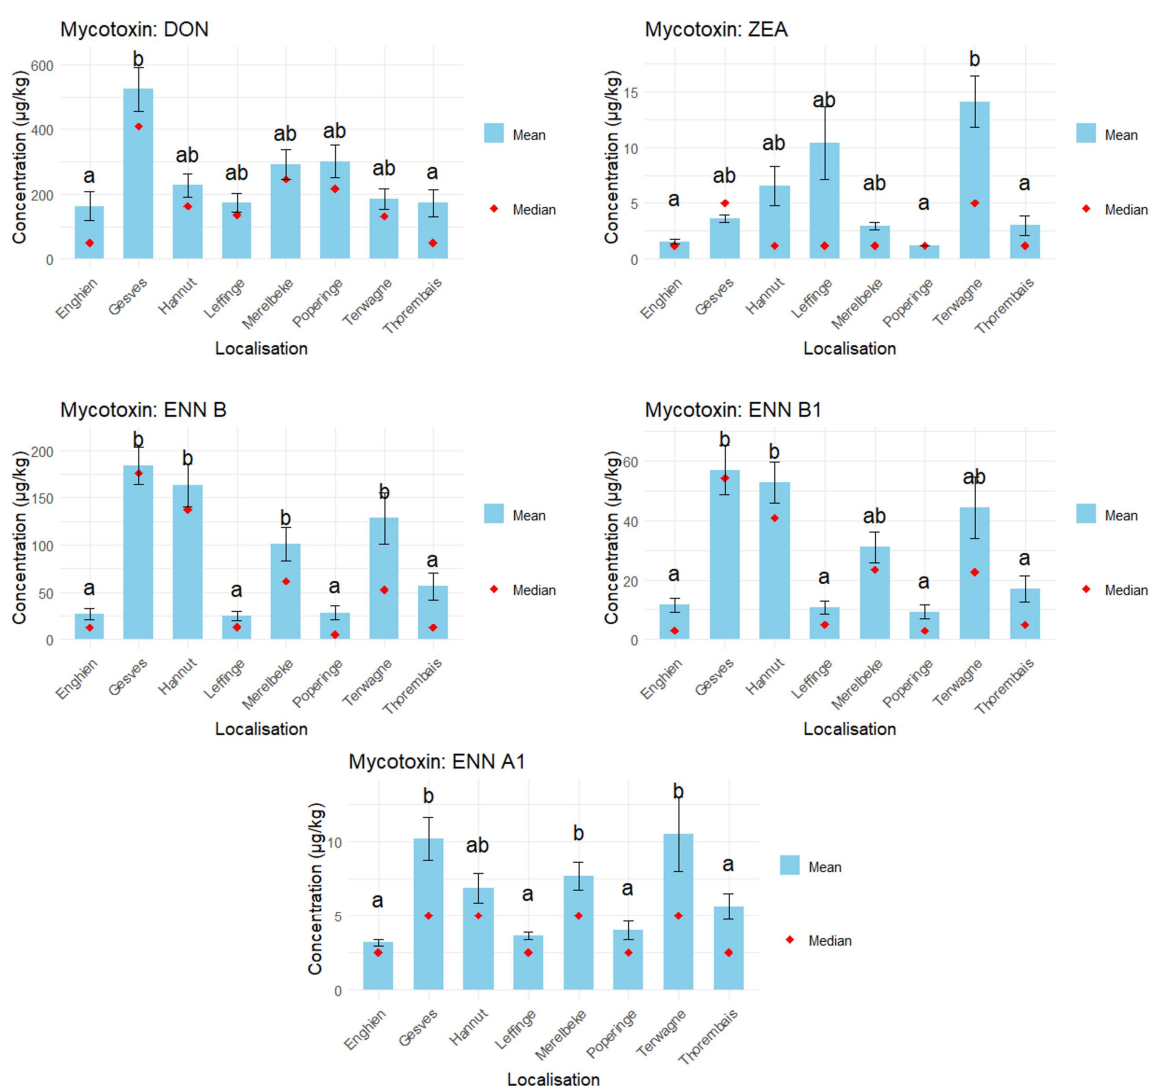 Mycotoxin: DON
Concentration (µg/kg)
600
400
200
0
a
b
ab
ab
ab
ab
ab
a
Enghien
Gesves
Hannut
Leffinge
Merelbeke
Poperinge
Terwagne
Thorembais
Localisation
Mean
Median
Mycotoxin: ZEA
Concentration (µg/kg)
15
10
5
0
a
ab
ab
ab
ab
a
b
a
Enghien
Gesves
Hannut
Leffinge
Merelbeke
Poperinge
Terwagne
Thorembais
Localisation
Mean
Median
Mycotoxin: ENN B
Concentration (µg/kg)
200
150
100
50
0
a
b
b
a
b
a
b
a
Enghien
Gesves
Hannut
Leffinge
Merelbeke
Poperinge
Terwagne
Thorembais
Localisation
Mean
Median
Mycotoxin: ENN B1
Concentration (µg/kg)
60
40
20
0
a
b
b
a
ab
a
ab
a
Enghien
Gesves
Hannut
Leffinge
Merelbeke
Poperinge
Terwagne
Thorembais
Localisation
Mean
Median
Mycotoxin: ENN A1
Concentration (µg/kg)
10
5
0
a
b
ab
a
b
a
b
a
Enghien
Gesves
Hannut
Leffinge
Merelbeke
Poperinge
Terwagne
Thorembais
Localisation
Mean
Median